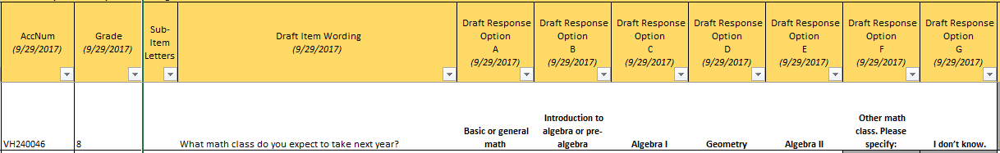 AccNum
(9/29/2017)
Grade
(9/29/2017)
Sub-
Item
Letters
Draft Item Wording
(9/29/2017)
Draft Response
Option
A
(9/29/2017)
Draft Response
Option
B
(9/29/2017)
Draft Response
Option
C
(9/29/2017)
Draft Response
Option
D
(9/29/2017)
Draft Response
Option
E
(9/29/2017)
Draft Response
Option
F
(9/29/2017)
Draft Response
Option
G
(9/29/2017)
VH240046
8
What math class do you expect to take next year?
Basic or general
math
Introduction to
algebra or pre-
algebra
Algebra I
Geometry
Algebra II
Other math
class. Please
specify:
I don't know.